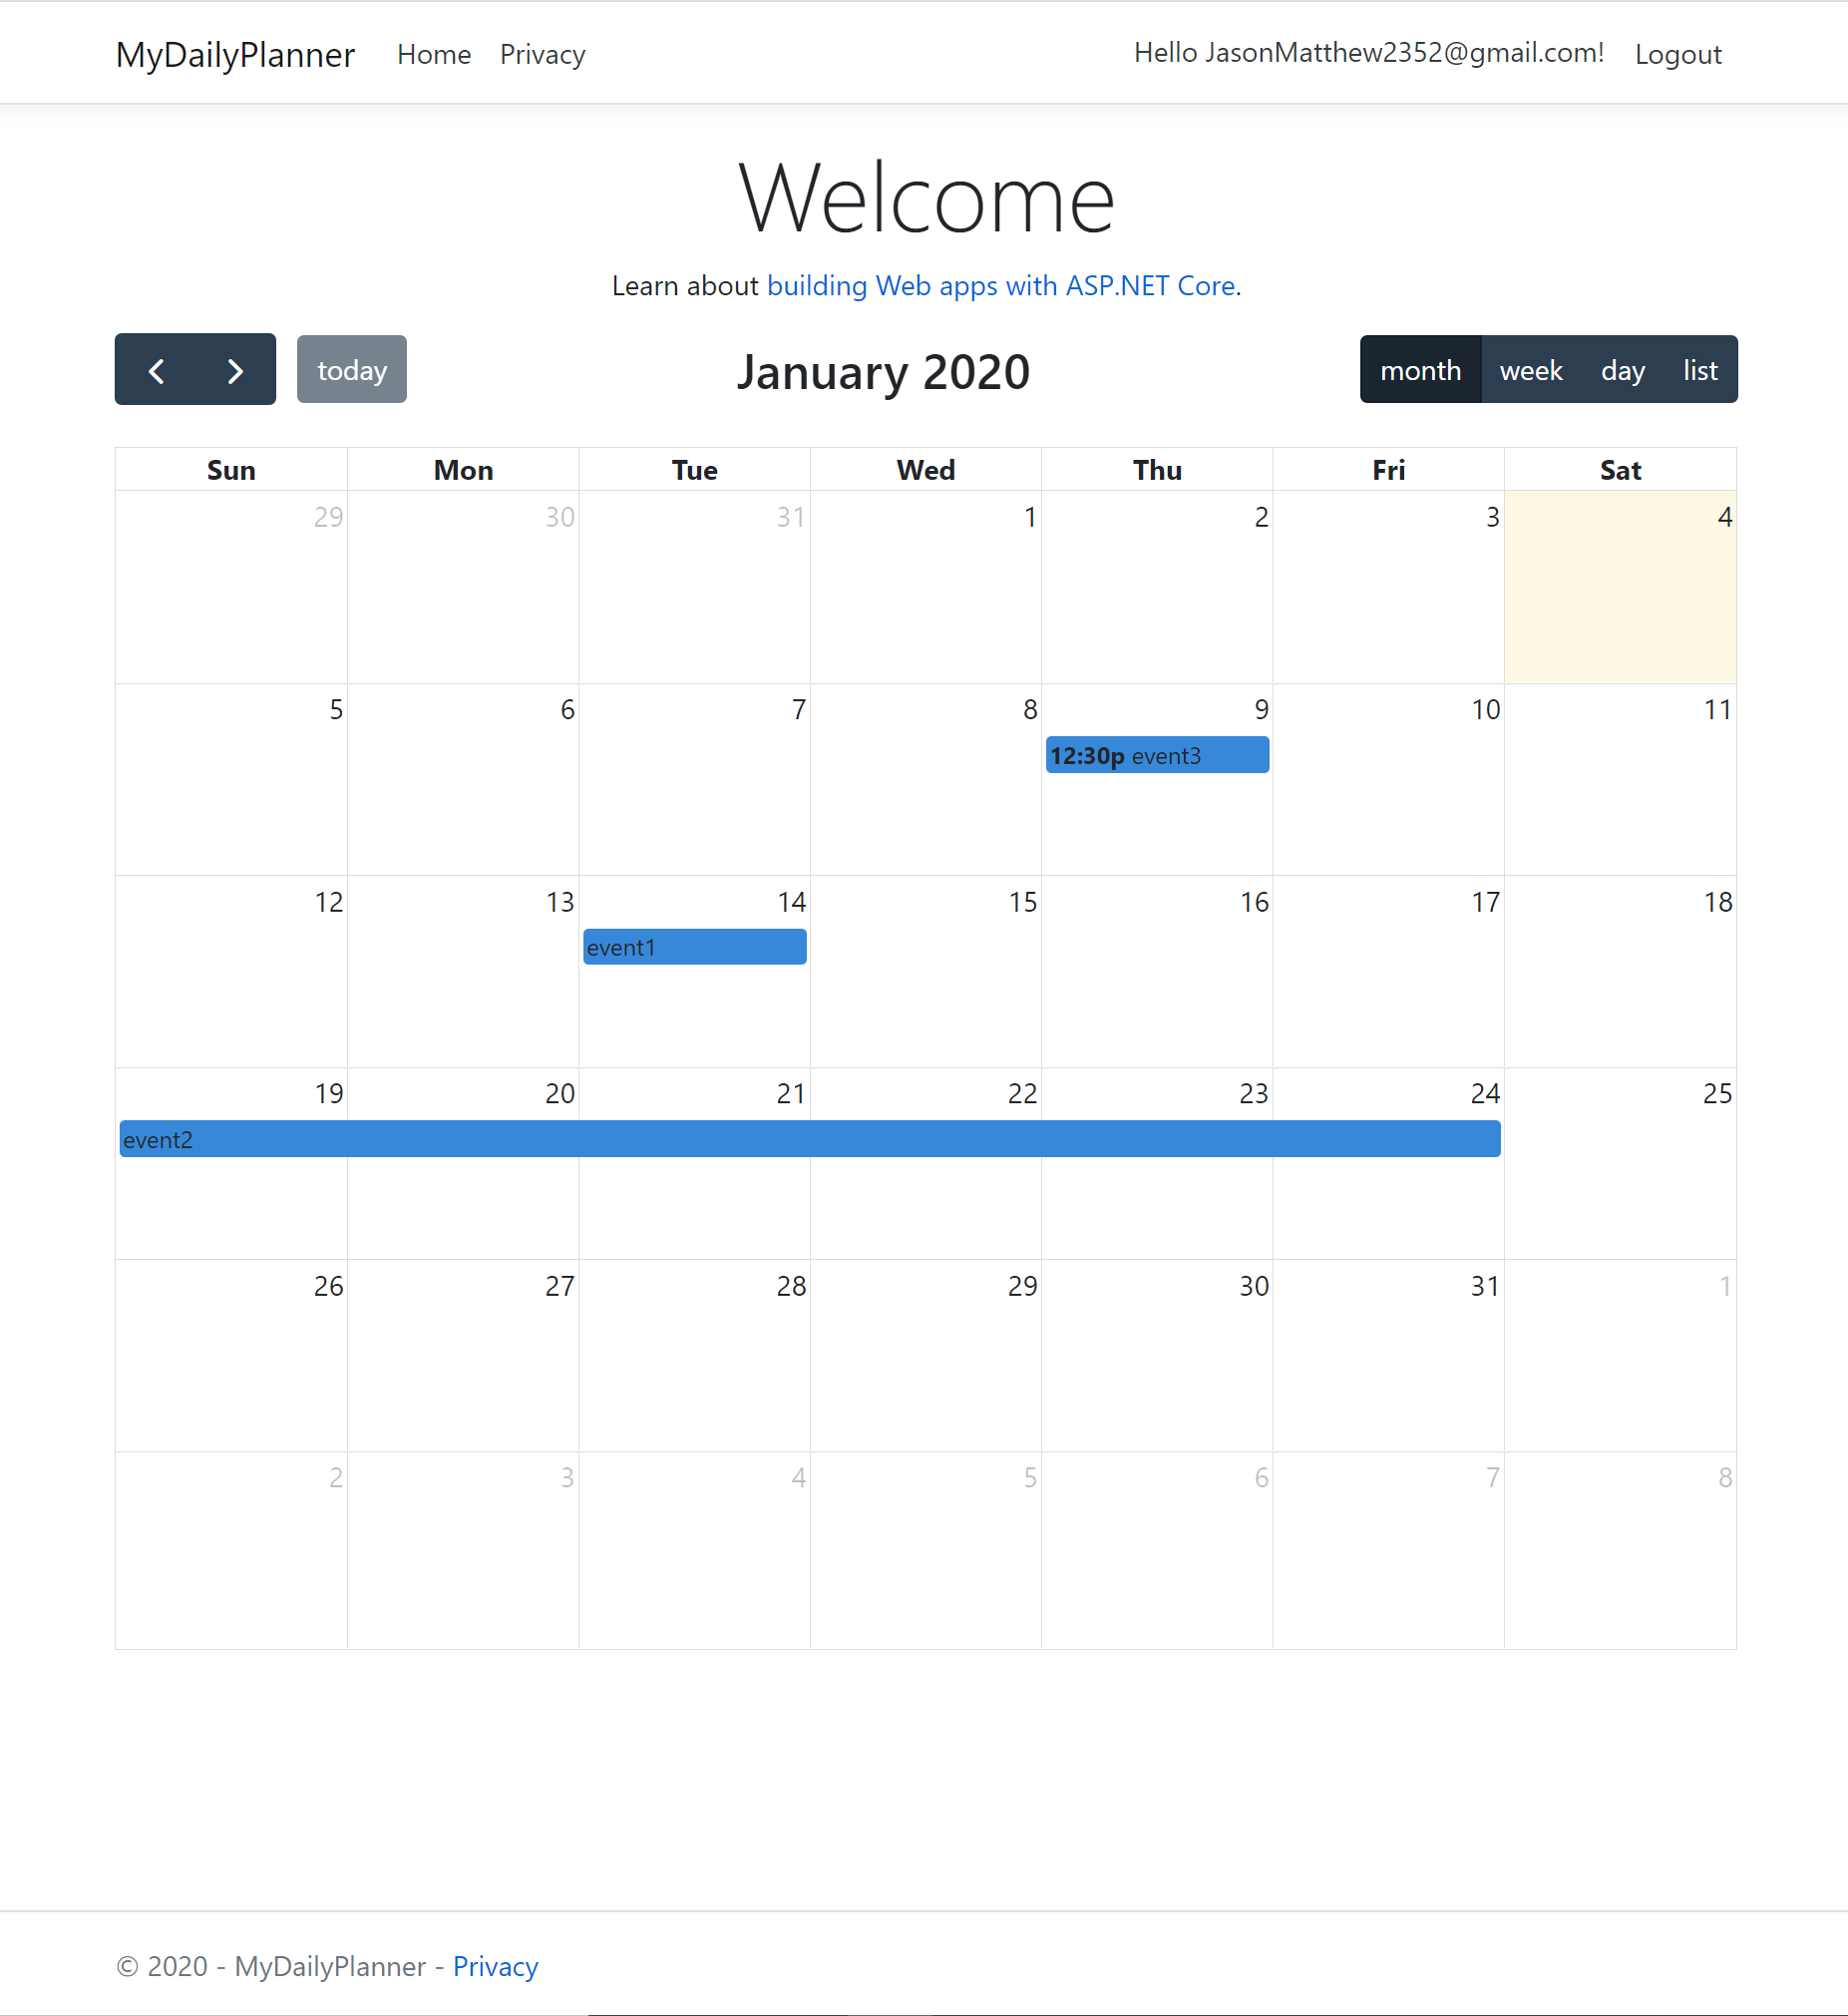 MyDailyPlanner Home Privacy Hello JasonMatthew2352@gmail.com! Logout
Welcome
Learn about building Web apps with ASP.NET Core.
today January 2020 month week day list
Sun Mon Tue Wed Thu Fri Sat
29 30 31 1 2 3 4
5 6 7 8 9 10 11
12:30p event3
12 13 14 15 16 17 18
event1
19 20 21 22 23 24 25
event2
26 27 28 29 30 31 1
2 3 4 5 6 7 8
© 2020 - MyDailyPlanner - Privacy